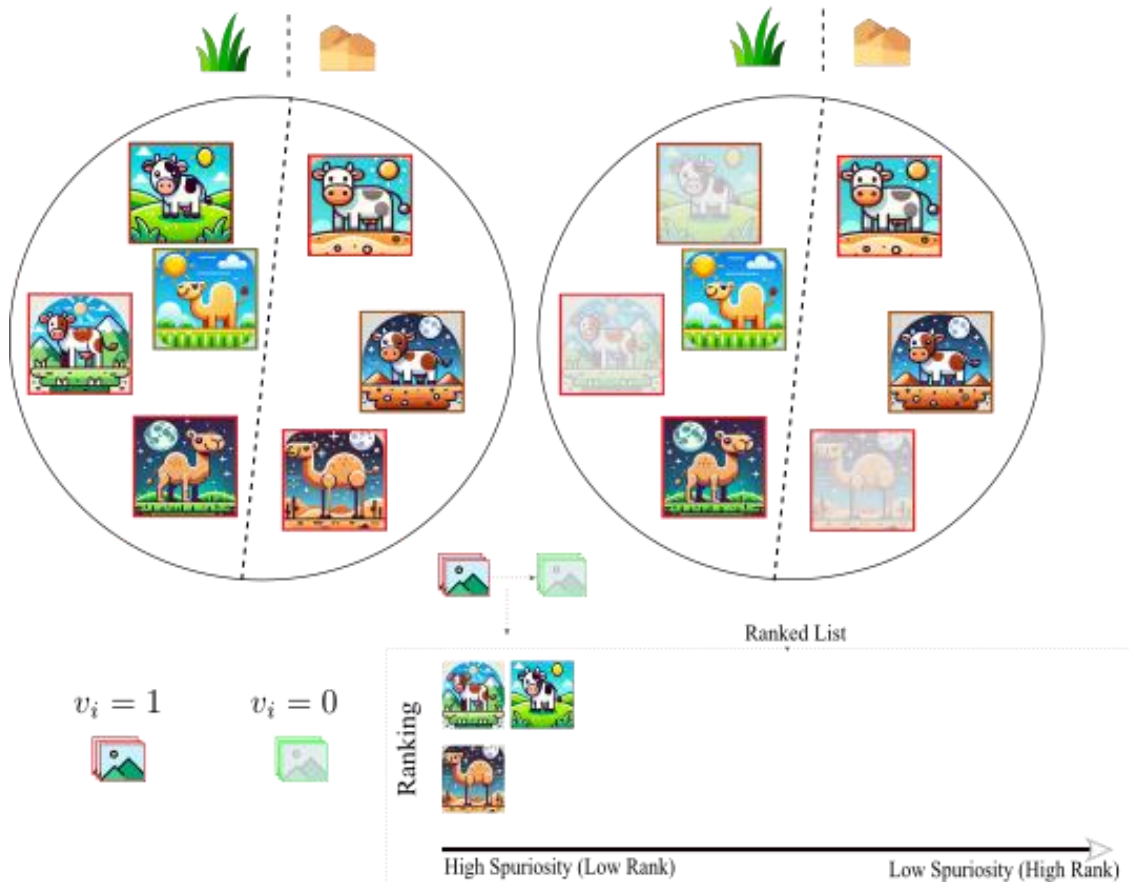 Ranked List
v_i = 1
v_i = 0
Ranking
High Spuriosity (Low Rank)
Low Spuriosity (High Rank)